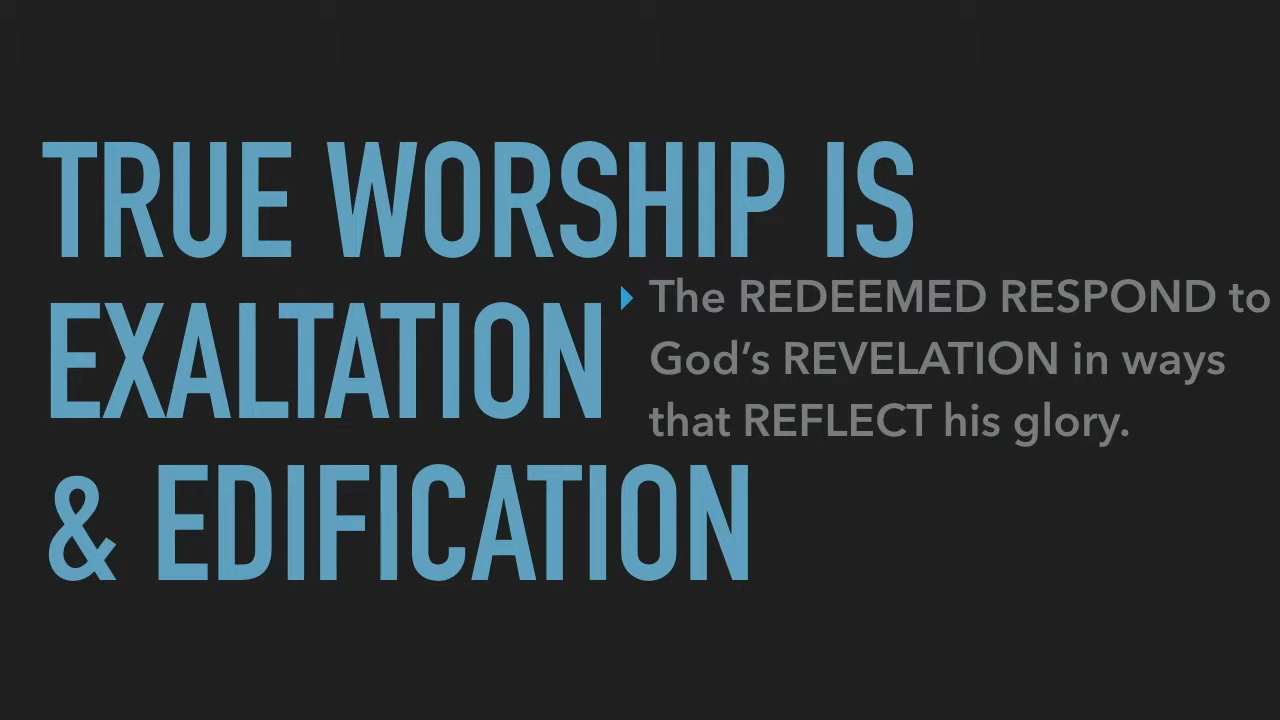 TRUE WORSHIP IS
EXALTATION
& EDIFICATION
The REDEEMED RESPOND to
God’s REVELATION in ways
that REFLECT his glory.